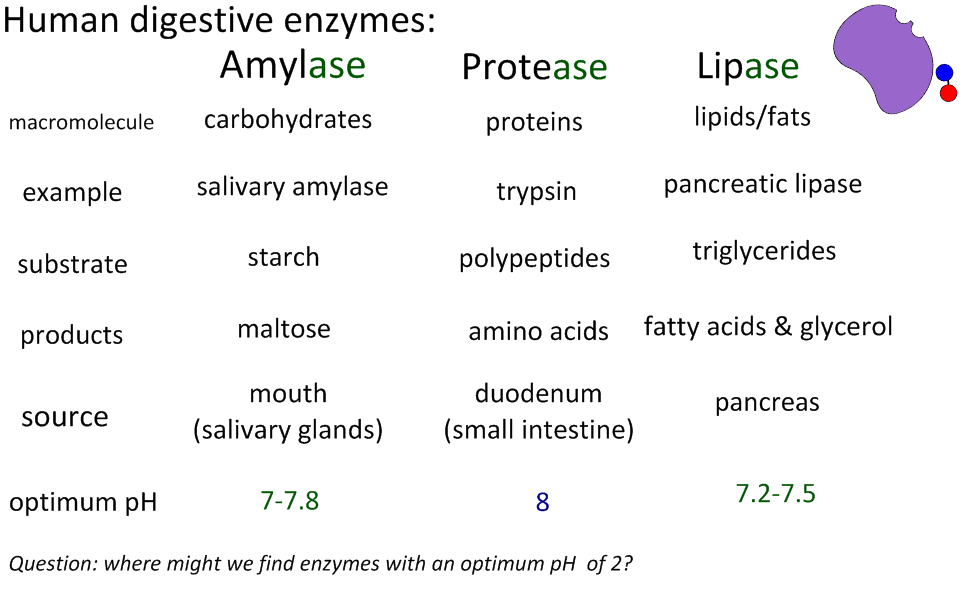 Human digestive enzymes:
Amylase Protease Lipase
macromolecule carbohydrates proteins lipids/fats
example salivary amylase trypsin pancreatic lipase
substrate starch polypeptides triglycerides
products maltose amino acids fatty acids & glycerol
source mouth (salivary glands) duodenum (small intestine) pancreas
optimum pH 7-7.8 8 7.2-7.5
Question: where might we find enzymes with an optimum pH of 2?